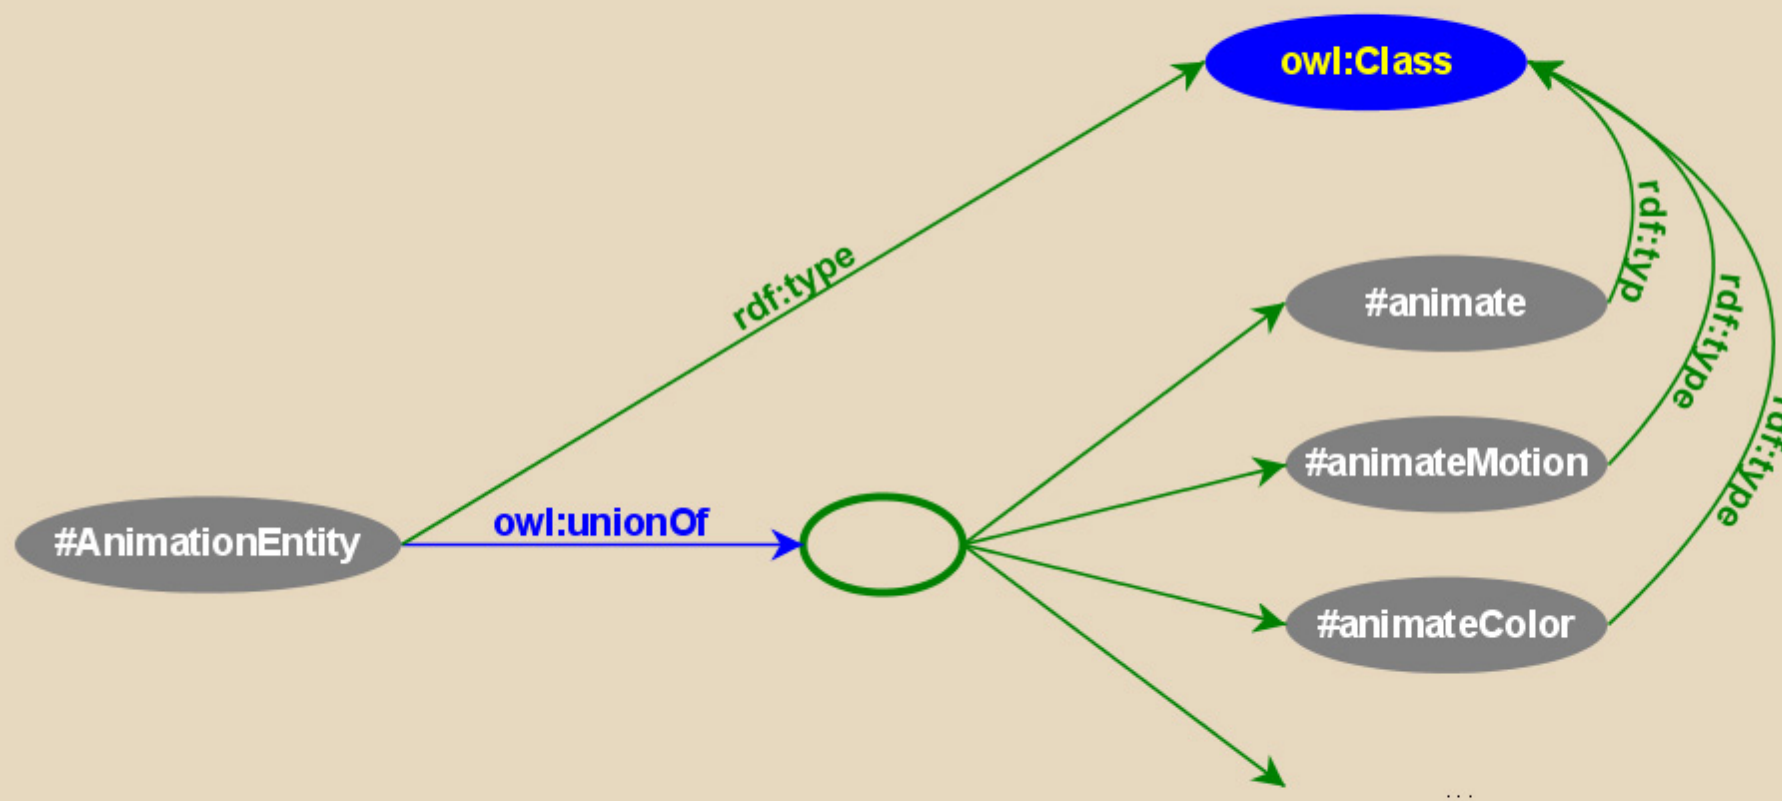 owl:Class
rdf:type
rdf:typ
#animate
rdf:type
#animateMotion
rdf:type
owl:unionOf
#AnimationEntity
#animateColor
...